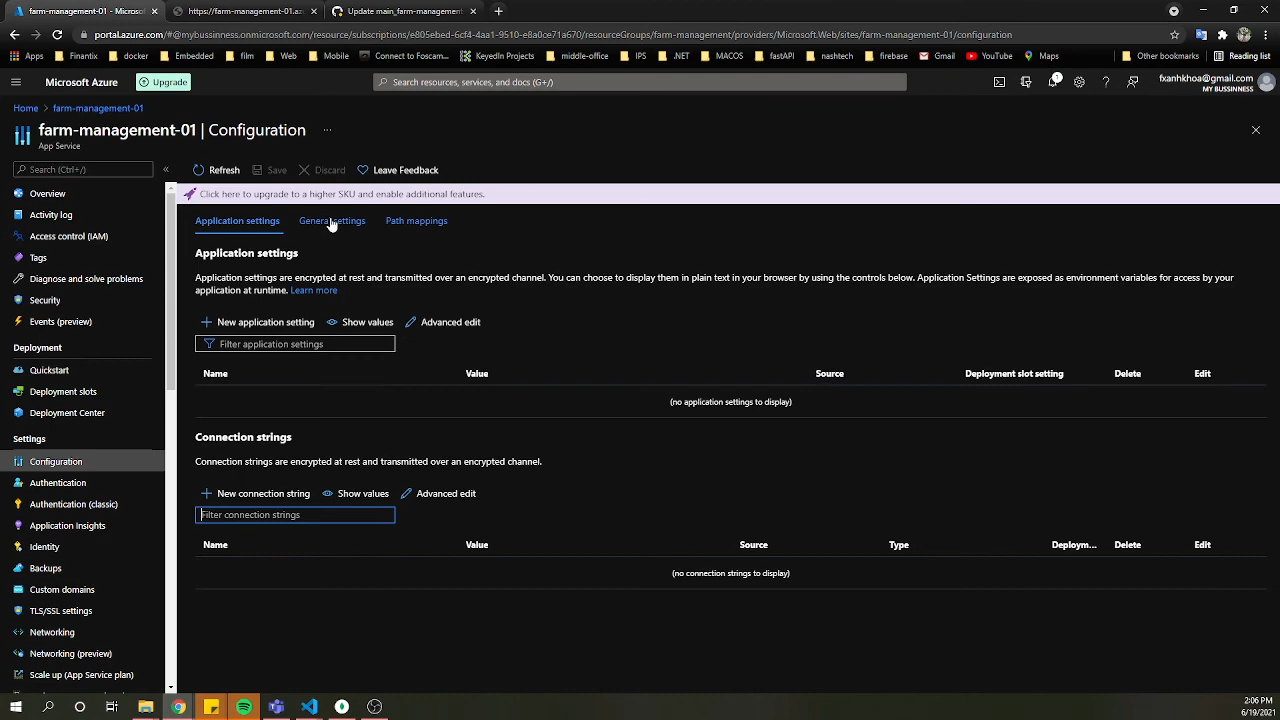 farm-management-01 - Microsoft
https://farm-management-01.az
Update main_farm-management
portal.azure.com/#@mybussinness.onmicrosoft.com/resource/subscriptions/e805ebed-6d61-4aa1-9510-e8a0ce71a670/resourceGroups/farm-management/providers/Microsoft.Web/sites/farm-management-01/configuration
Apps Finantix docker Embedded film Web Mobile Connect to Foscam... KeyedIn Projects middle-office IPS .NET MACOS fastAPI nashtech firebase Gmail YouTube Maps Other bookmarks Reading list
Microsoft Azure Upgrade Search resources, services, and docs (G+/) 1 fxanhkhoa@gmail.com
MY BUSSINNESS
Home > farm-management-01
farm-management-01 | Configuration ...
App Service
Search (Ctrl+/) « Refresh Save Discard Leave Feedback
Click here to upgrade to a higher SKU and enable additional features.
Overview
Activity log
Access control (IAM)
Tags
Diagnose and solve problems
Security
Events (preview)
Deployment
Quickstart
Deployment slots
Deployment Center
Settings
Configuration
Authentication
Authentication (classic)
Application Insights
Identity
Backups
Custom domains
TLS/SSL settings
Networking
Networking (preview)
Scale up (App Service plan)
Application settings General settings Path mappings
Application settings
Application settings are encrypted at rest and transmitted over an encrypted channel. You can choose to display them in plain text in your browser by using the controls below. Application Settings are exposed as environment variables for access by your
application at runtime. Learn more
New application setting Show values Advanced edit
Filter application settings
Name Value Source Deployment slot setting Delete Edit
(no application settings to display)
Connection strings
Connection strings are encrypted at rest and transmitted over an encrypted channel.
New connection string Show values Advanced edit
Filter connection strings
Name Value Source Type Deploym... Delete Edit
(no connection strings to display)
2:06 PM
6/19/2021